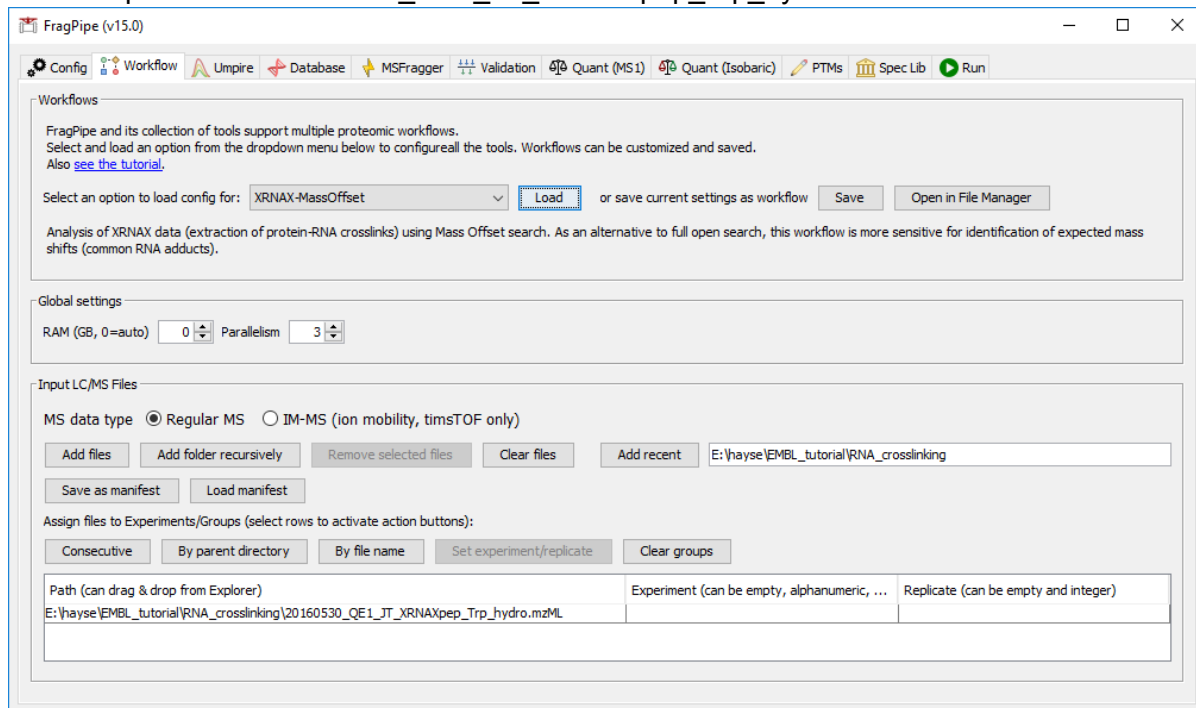 FragPipe (v15.0)
Config Workflow Umpire Database MSFragger Validation Quant (MS1) Quant (Isobaric) PTMs Spec Lib Run
Workflows
FragPipe and its collection of tools support multiple proteomic workflows.
Select and load an option from the dropdown menu below to configureall the tools. Workflows can be customized and saved.
Also see the tutorial.
Select an option to load config for: XRNAX-MassOffset Load or save current settings as workflow Save Open in File Manager
Analysis of XRNAX data (extraction of protein-RNA crosslinks) using Mass Offset search. As an alternative to full open search, this workflow is more sensitive for identification of expected mass
shifts (common RNA adducts).
Global settings
RAM (GB, 0=auto) 0 Parallelism 3
Input LC/MS Files
MS data type Regular MS IM-MS (ion mobility, timsTOF only)
Add files Add folder recursively Remove selected files Clear files Add recent E:\hayse\EMBL_tutorial\RNA_crosslinking
Save as manifest Load manifest
Assign files to Experiments/Groups (select rows to activate action buttons):
Consecutive By parent directory By file name Set experiment/replicate Clear groups
Path (can drag & drop from Explorer) Experiment (can be empty, alphanumeric, ... Replicate (can be empty and integer)
E:\hayse\EMBL_tutorial\RNA_crosslinking\20160530_QE1_JT_XRNAXpep_Trp_hydro.mzML